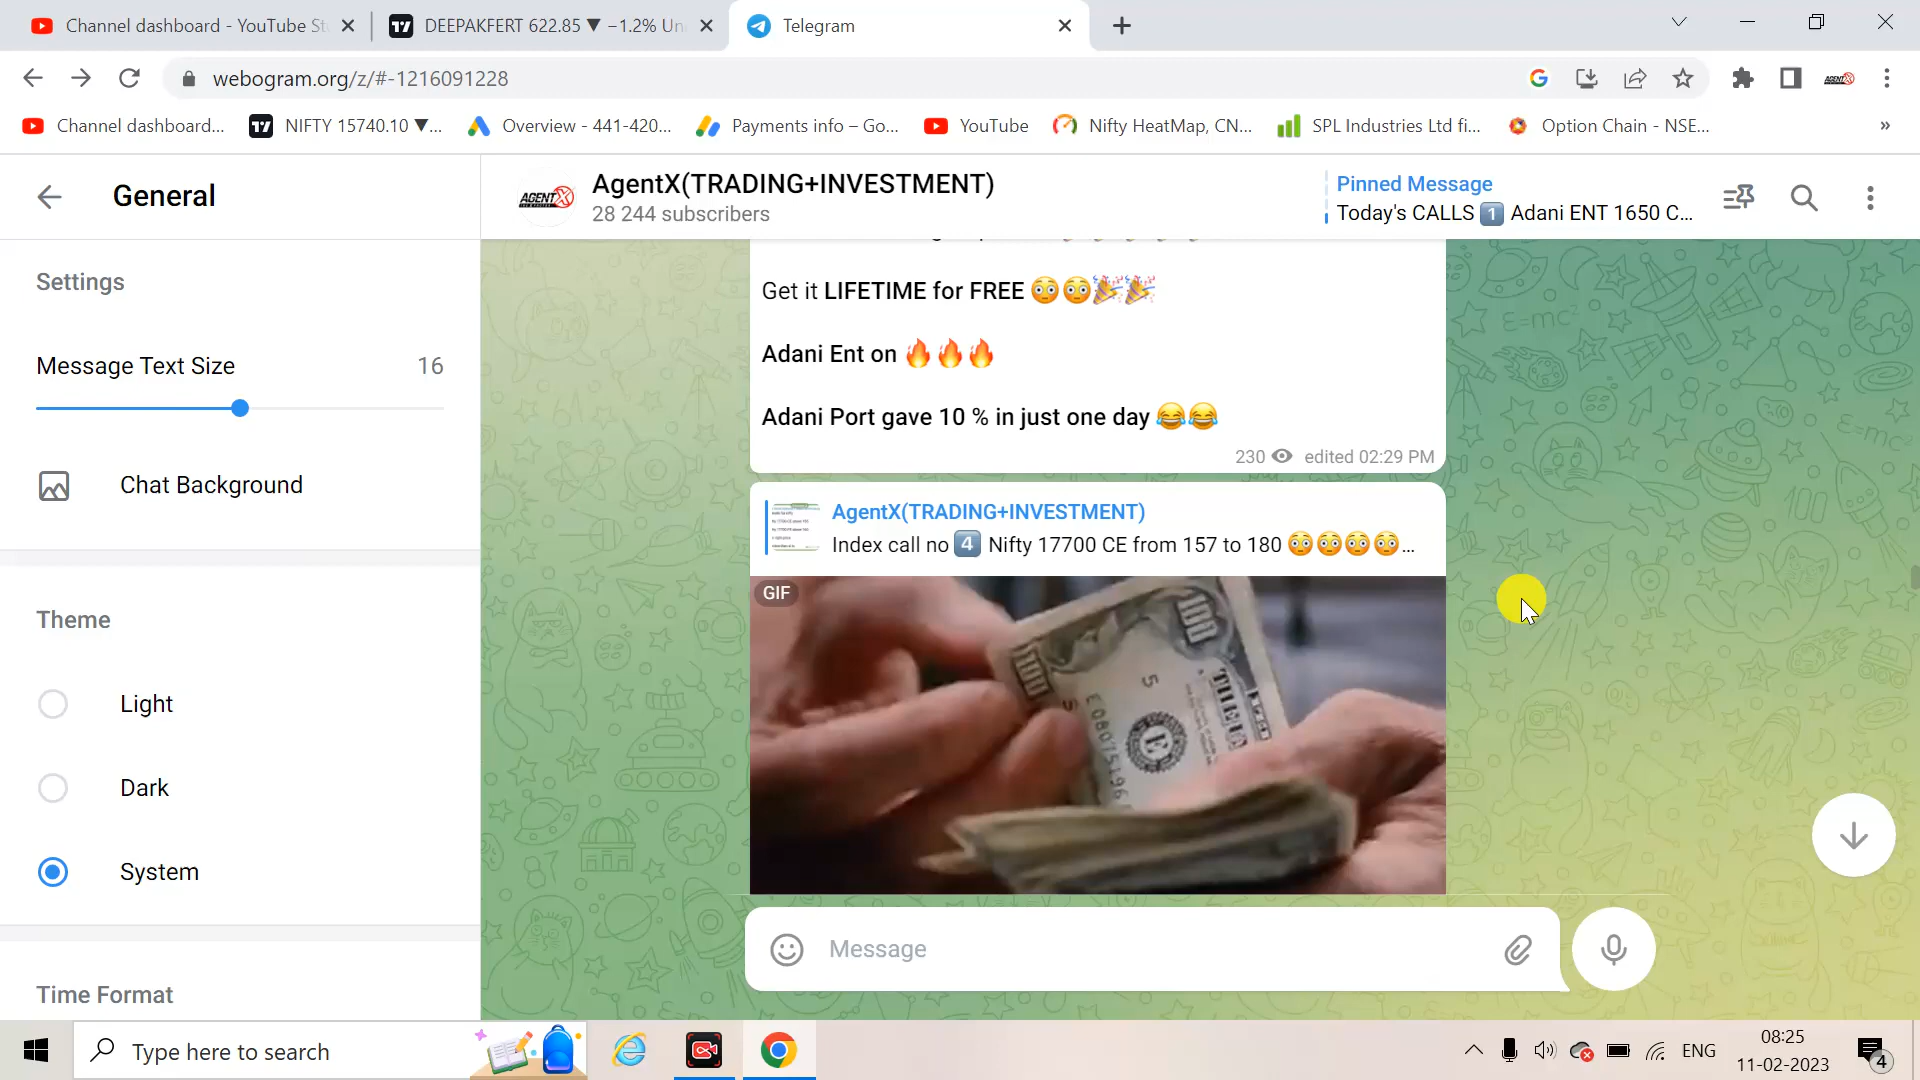 Channel dashboard - YouTube St
DEEPAKFERT 622.85 ▼ −1.2% Un
Telegram
webogram.org/z/#-1216091228
Channel dashboard...
NIFTY 15740.10 ▼...
Overview - 441-420...
Payments info – Go...
YouTube
Nifty HeatMap, CN...
SPL Industries Ltd fi...
Option Chain - NSE...
»
General
AGENTX
AgentX(TRADING+INVESTMENT)
28 244 subscribers
Pinned Message
Today's CALLS 1️⃣ Adani ENT 1650 C...
Settings
Message Text Size 16
Chat Background
Theme
Light
Dark
System
Time Format
Get it LIFETIME for FREE 😳😳🎉🎉
Adani Ent on 🔥🔥🔥
Adani Port gave 10 % in just one day 😂😂
230 edited 02:29 PM
AgentX(TRADING+INVESTMENT)
Index call no 4️⃣ Nifty 17700 CE from 157 to 180 😳😳😳😳...
GIF
100
100
Message
Type here to search
ENG
08:25
11-02-2023
4